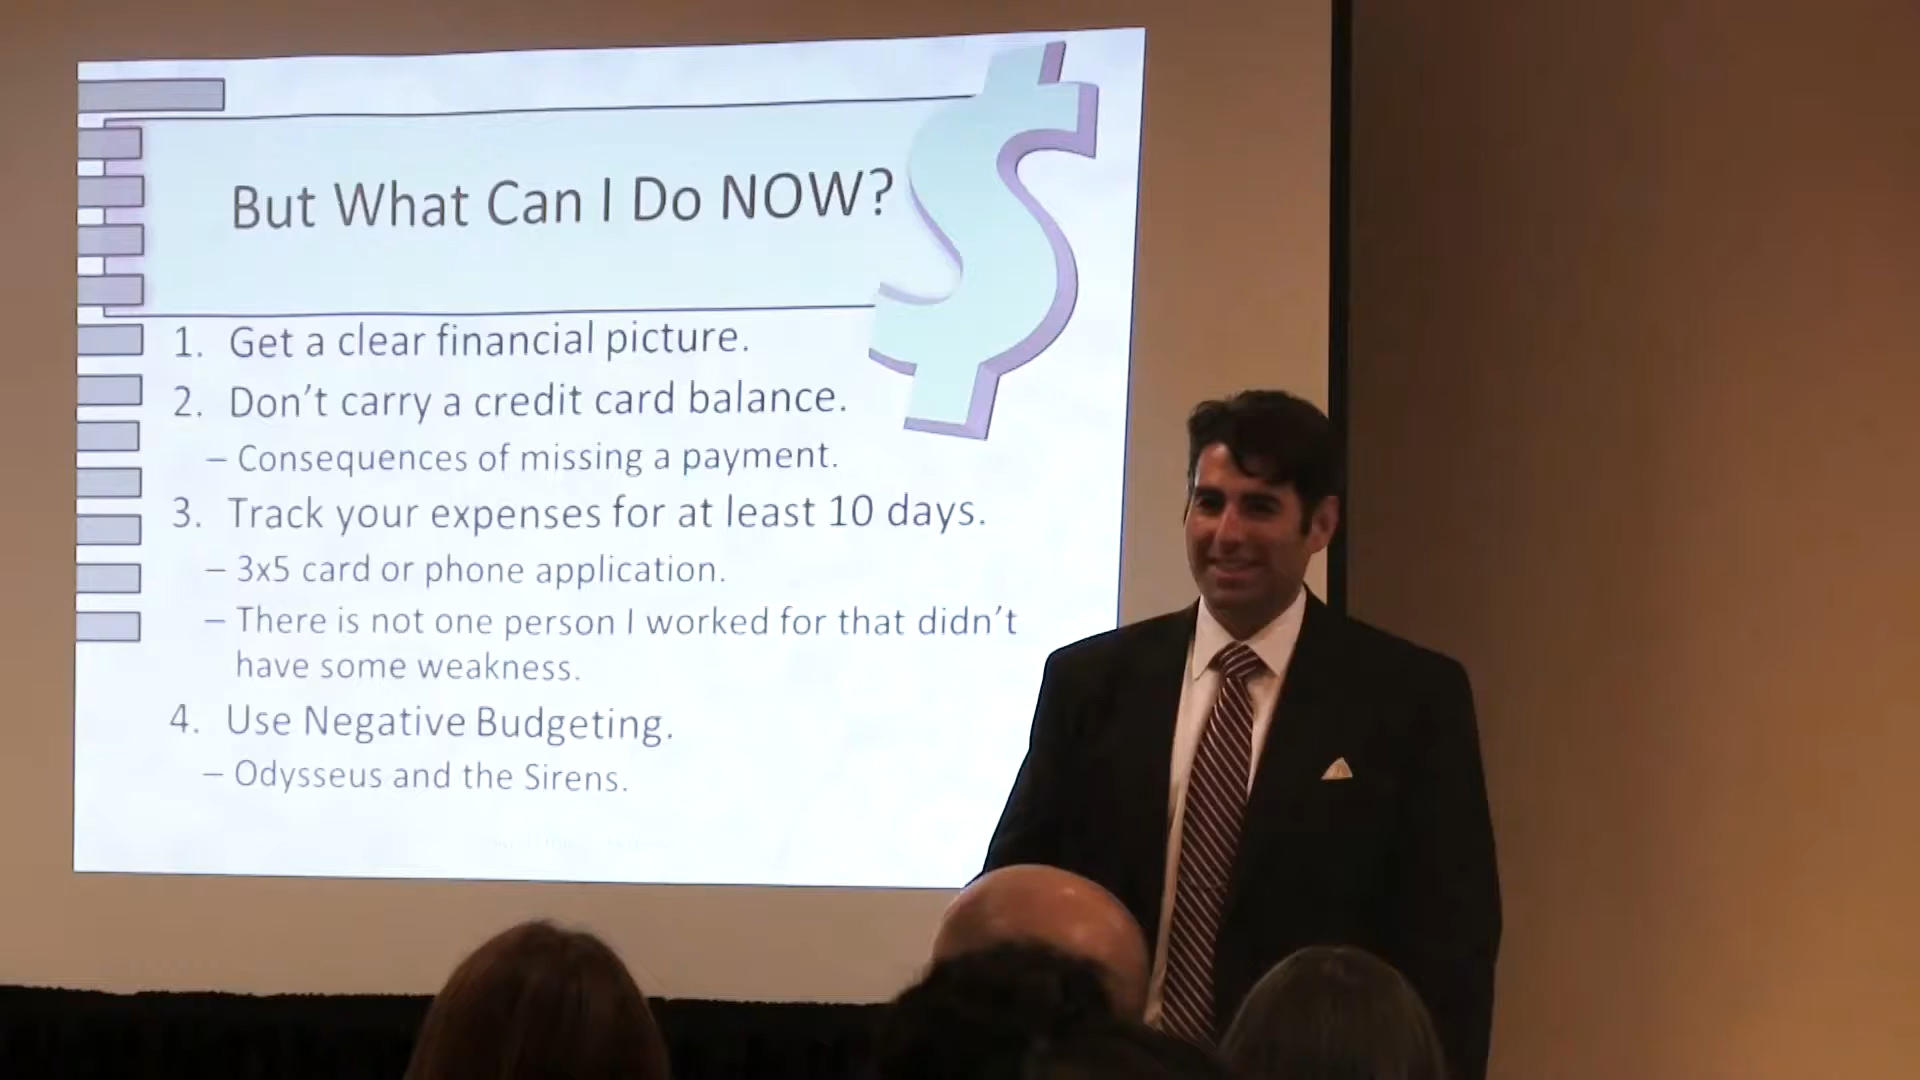 But What Can I Do NOW?
1. Get a clear financial picture.
2. Don't carry a credit card balance.
– Consequences of missing a payment.
3. Track your expenses for at least 10 days.
– 3x5 card or phone application.
– There is not one person I worked for that didn't
have some weakness.
4. Use Negative Budgeting.
– Odysseus and the Sirens.